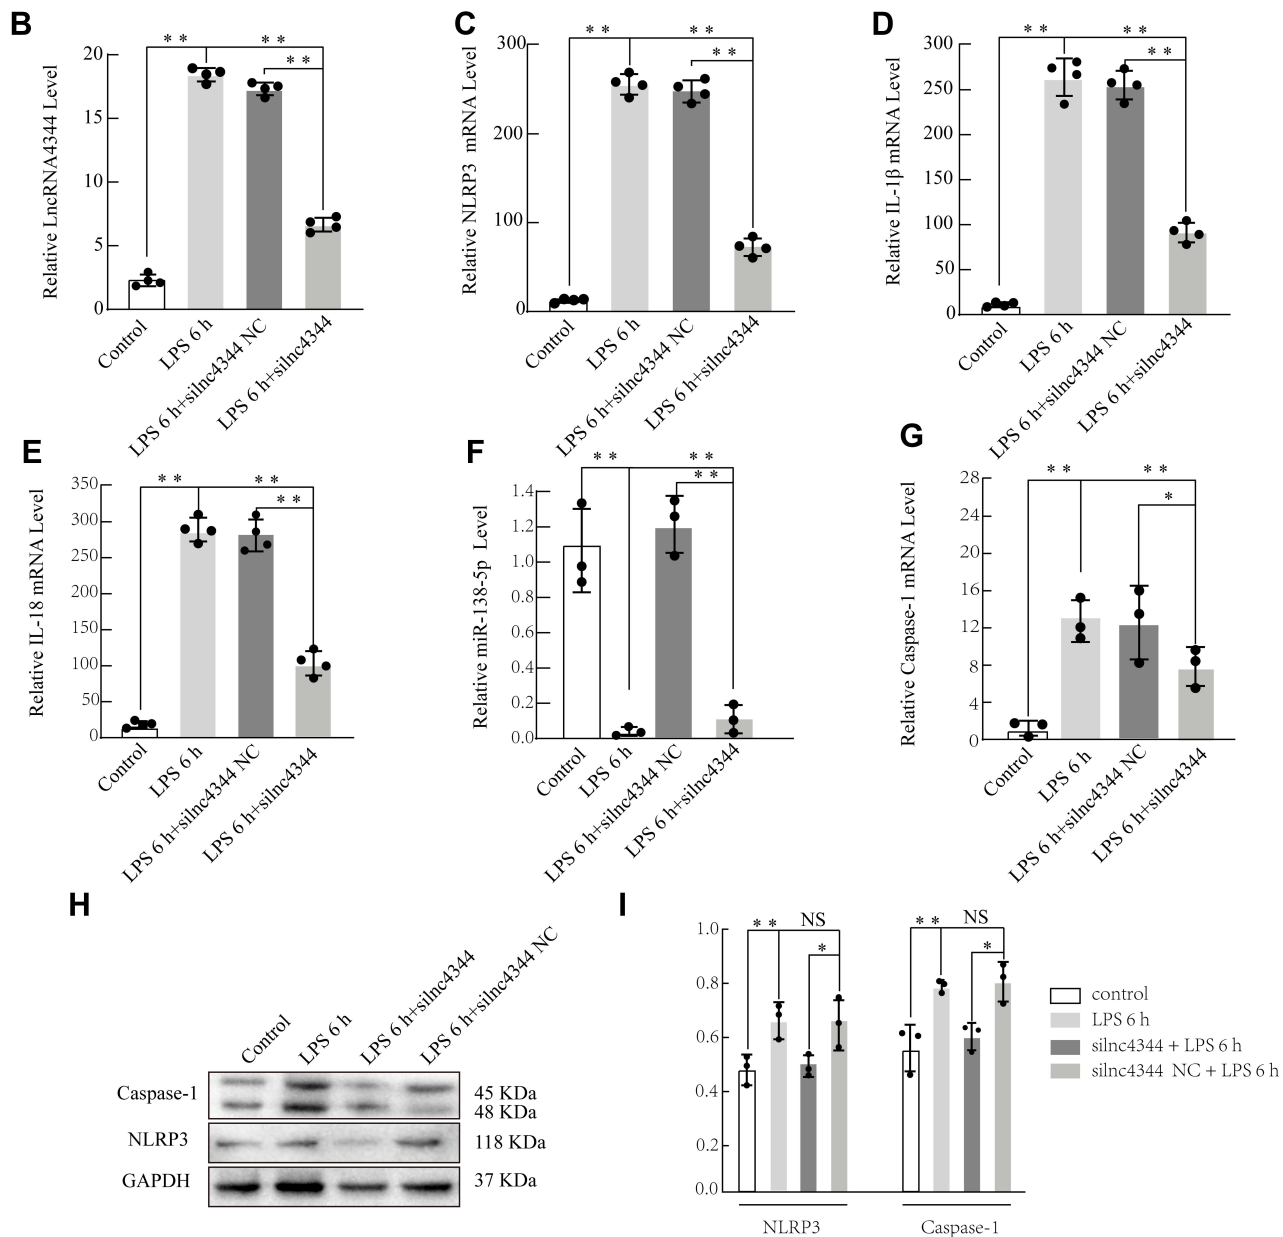 B
Relative LncRNA4344 Level
20
15
10
5
0
* *
* *
* *
Control
LPS 6 h
LPS 6 h+silnc4344 NC
LPS 6 h+silnc4344
C
Relative NLRP3 mRNA Level
300
200
100
0
* *
* *
* *
Control
LPS 6 h
LPS 6 h+silnc4344 NC
LPS 6 h+silnc4344
D
Relative IL-1β mRNA Level
300
250
200
150
100
50
0
* *
* *
* *
Control
LPS 6 h
LPS 6 h+silnc4344 NC
LPS 6 h+silnc4344
E
Relative IL-18 mRNA Level
350
300
250
200
150
100
50
0
* *
* *
* *
Control
LPS 6 h
LPS 6 h+silnc4344 NC
LPS 6 h+silnc4344
F
Relative miR-138-5p Level
1.4
1.2
1.0
0.8
0.6
0.4
0.2
0.0
* *
* *
* *
Control
LPS 6 h
LPS 6 h+silnc4344 NC
LPS 6 h+silnc4344
G
Relative Caspase-1 mRNA Level
28
24
20
16
12
8
4
0
* *
* *
*
Control
LPS 6 h
LPS 6 h+silnc4344 NC
LPS 6 h+silnc4344
H
Control
LPS 6 h
LPS 6 h+silnc4344
LPS 6 h+silnc4344 NC
Caspase-1
45 KDa
48 KDa
NLRP3
118 KDa
GAPDH
37 KDa
I
1.0
0.8
0.6
0.4
0.2
0.0
* *
NS
*
* *
NS
*
NLRP3
Caspase-1
control
LPS 6 h
silnc4344 + LPS 6 h
silnc4344 NC + LPS 6 h